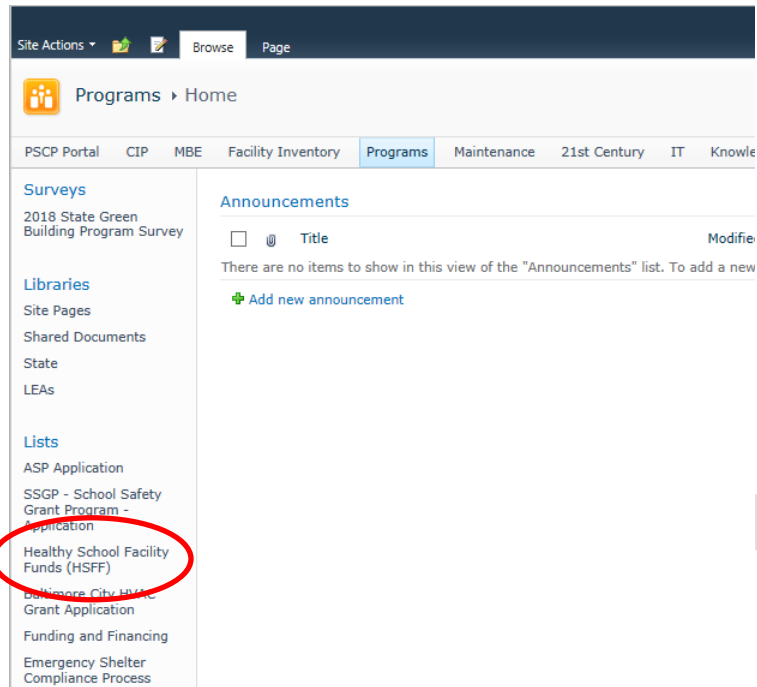 Site Actions Browse Page
Programs Home
PSCP Portal CIP MBE Facility Inventory Programs Maintenance 21st Century IT Knowle
Surveys
2018 State Green
Building Program Survey
Libraries
Site Pages
Shared Documents
State
LEAs
Lists
ASP Application
SSGP - School Safety
Grant Program -
Application
Healthy School Facility
Funds (HSFF)
Baltimore City HVAC
Grant Application
Funding and Financing
Emergency Shelter
Compliance Process
Announcements
Title Modifie
There are no items to show in this view of the "Announcements" list. To add a new
Add new announcement